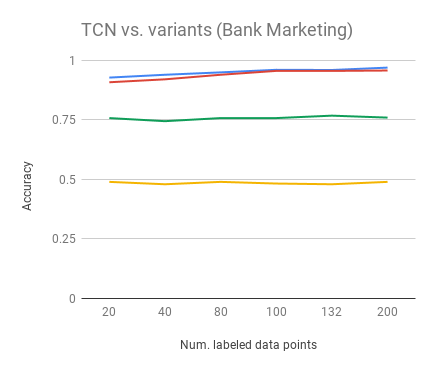 TCN vs. variants (Bank Marketing)
1
0.75
0.5
0.25
0
Accuracy
20 40 80 100 132 200
Num. labeled data points